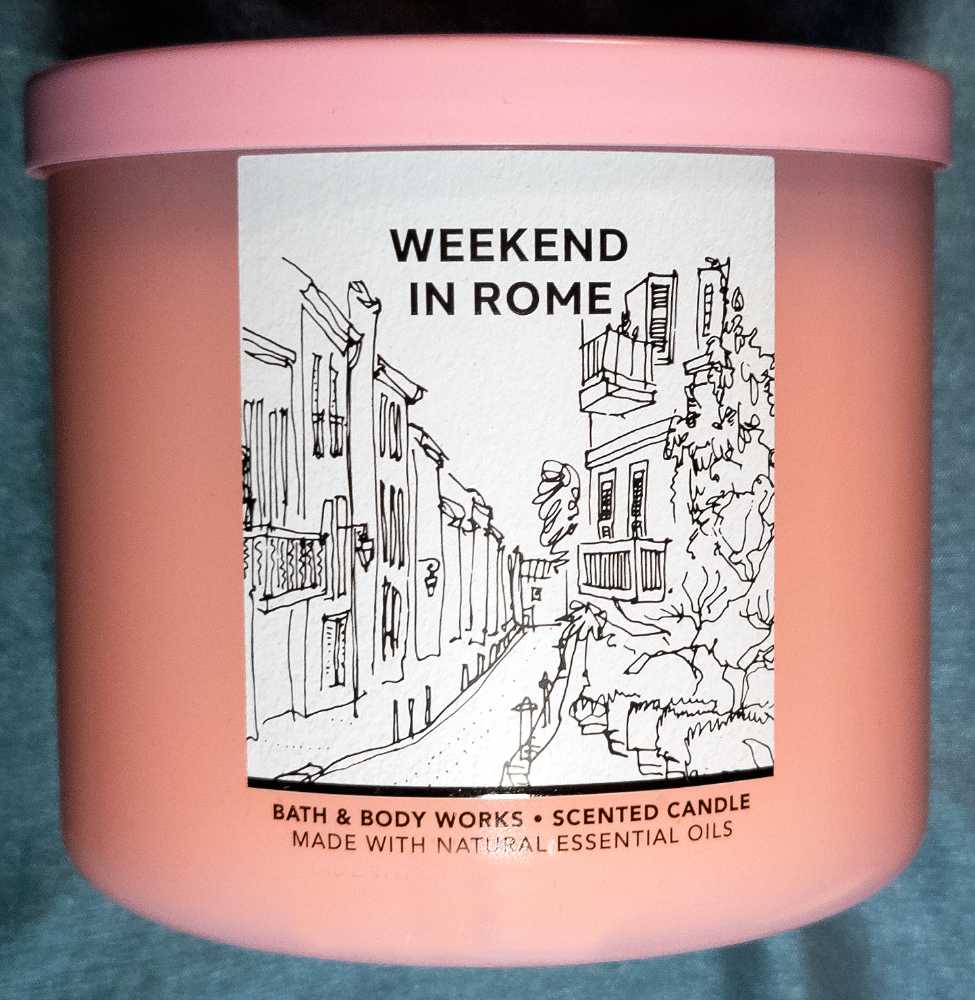 WEEKEND
IN ROME
BATH & BODY WORKS • SCENTED CANDLE
MADE WITH NATURAL ESSENTIAL OILS